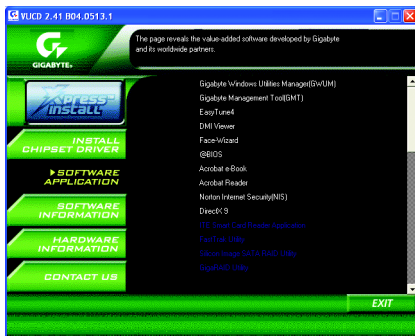 VUCD 2.41 B04.0513.1
The page reveals the value-added software developed by Gigabyte
and its worldwide partners.
GIGABYTE
Xpress
Install
INSTALL
CHIPSET DRIVER
SOFTWARE
APPLICATION
SOFTWARE
INFORMATION
HARDWARE
INFORMATION
CONTACT US
Gigabyte Windows Utilities Manager(GWUM)
Gigabyte Management Tool(GMT)
EasyTune4
DMI Viewer
Face-Wizard
@BIOS
Acrobat e-Book
Acrobat Reader
Norton Internet Security(NIS)
DirectX 9
Utility
Utility
Utility
EXIT